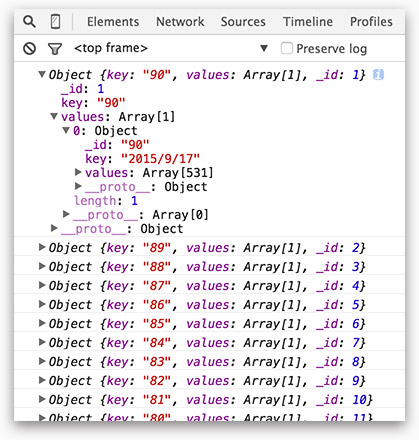 Elements Network Sources Timeline Profiles
<top frame> Preserve log
Object {key: "90", values: Array[1], _id: 1}
_id: 1
key: "90"
values: Array[1]
0: Object
_id: "90"
key: "2015/9/17"
values: Array[531]
__proto__: Object
length: 1
__proto__: Array[0]
__proto__: Object
Object {key: "89", values: Array[1], _id: 2}
Object {key: "88", values: Array[1], _id: 3}
Object {key: "87", values: Array[1], _id: 4}
Object {key: "86", values: Array[1], _id: 5}
Object {key: "85", values: Array[1], _id: 6}
Object {key: "84", values: Array[1], _id: 7}
Object {key: "83", values: Array[1], _id: 8}
Object {key: "82", values: Array[1], _id: 9}
Object {key: "81", values: Array[1], _id: 10}
Object {key: "80", values: Array[1], _id: 11}